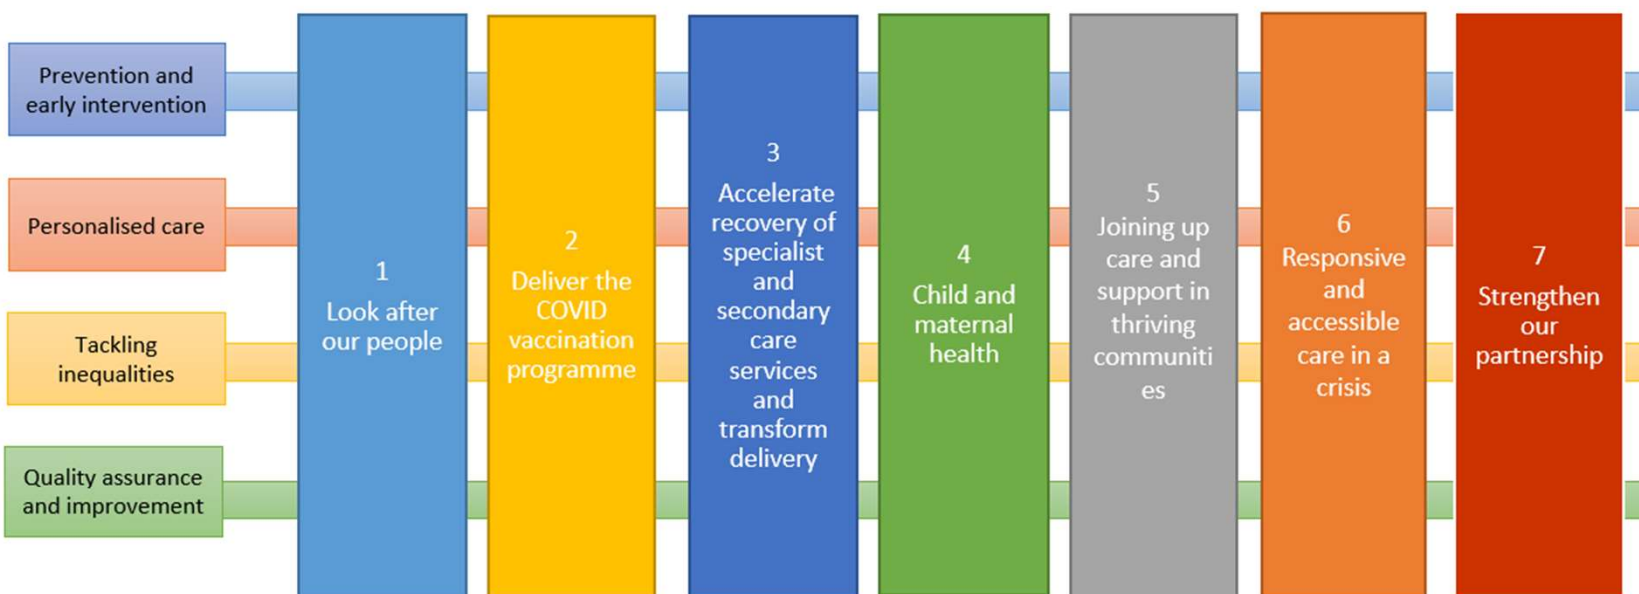 Prevention and
early intervention
Personalised care
Tackling
inequalities
Quality assurance
and improvement
1
Look after
our people
2
Deliver the
COVID
vaccination
programme
3
Accelerate
recovery of
specialist
and
secondary
care
services
and
transform
delivery
4
Child and
maternal
health
5
Joining up
care and
support in
thriving
communiti
es
6
Responsive
and
accessible
care in a
crisis
7
Strengthen
our
partnership